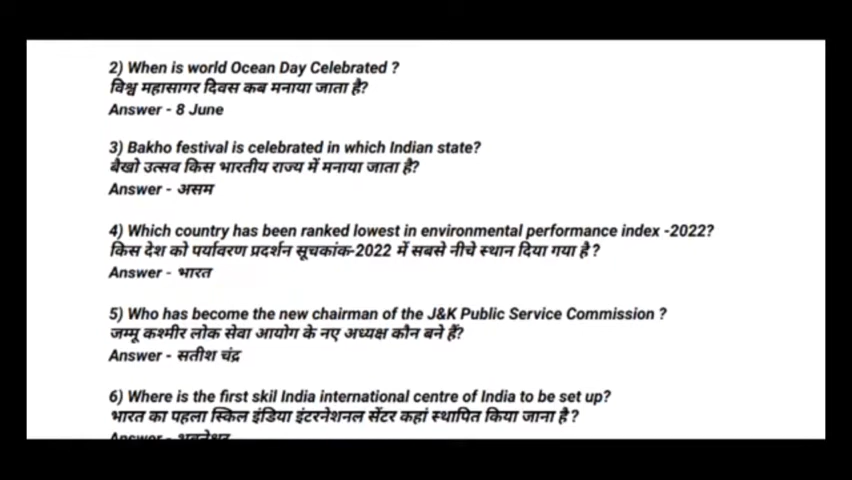 2) When is world Ocean Day Celebrated ?
विश्व महासागर दिवस कब मनाया जाता है?
Answer - 8 June
3) Bakho festival is celebrated in which Indian state?
बैखो उत्सव किस भारतीय राज्य में मनाया जाता है?
Answer - असम
4) Which country has been ranked lowest in environmental performance index -2022?
किस देश को पर्यावरण प्रदर्शन सूचकांक-2022 में सबसे नीचे स्थान दिया गया है ?
Answer - भारत
5) Who has become the new chairman of the J&K Public Service Commission ?
जम्मू कश्मीर लोक सेवा आयोग के नए अध्यक्ष कौन बने हैं?
Answer - सतीश चंद्र
6) Where is the first skil India international centre of India to be set up?
भारत का पहला स्किल इंडिया इंटरनेशनल सेंटर कहां स्थापित किया जाना है ?
Answer - भुवनेश्वर